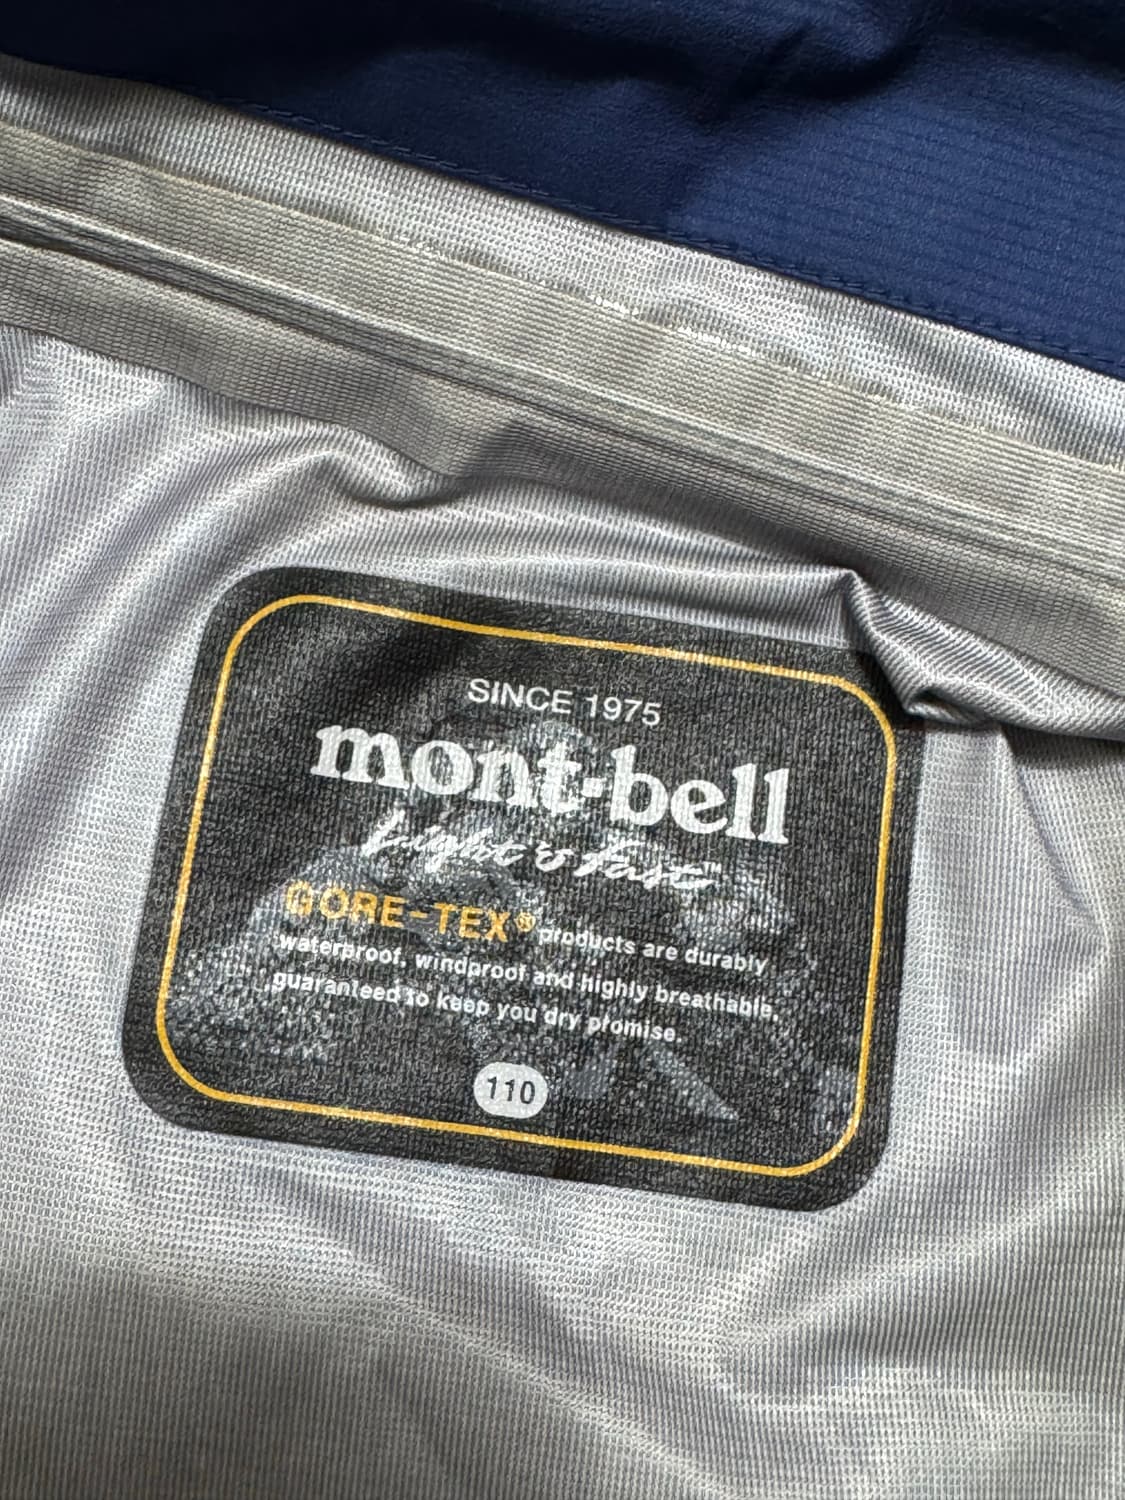 SINCE 1975
mont-bell
Light & Fast
GORE-TEX® products are durably
waterproof, windproof and highly breathable,
guaranteed to keep you dry promise.
110